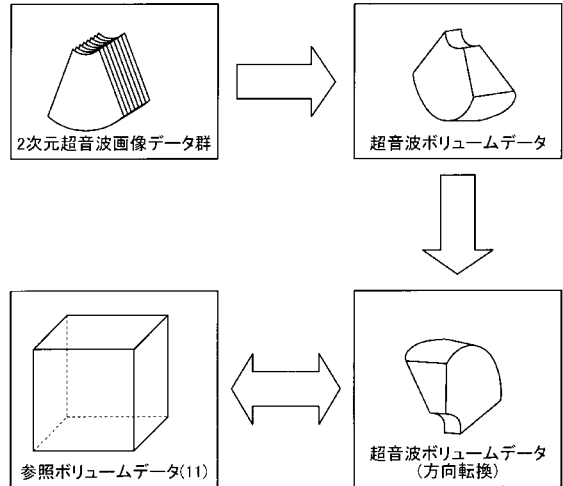 2次元超音波画像データ群
超音波ボリュームデータ
参照ボリュームデータ(11)
超音波ボリュームデータ
(方向転換)